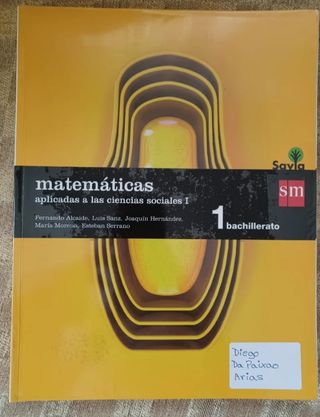 Savia
sm
matemáticas
aplicadas a las ciencias sociales I
Fernando Alcaide, Luis Sanz, Joaquín Hernández,
María Moreno, Esteban Serrano
1 bachillerato
Diego
Da Paixao
Arias